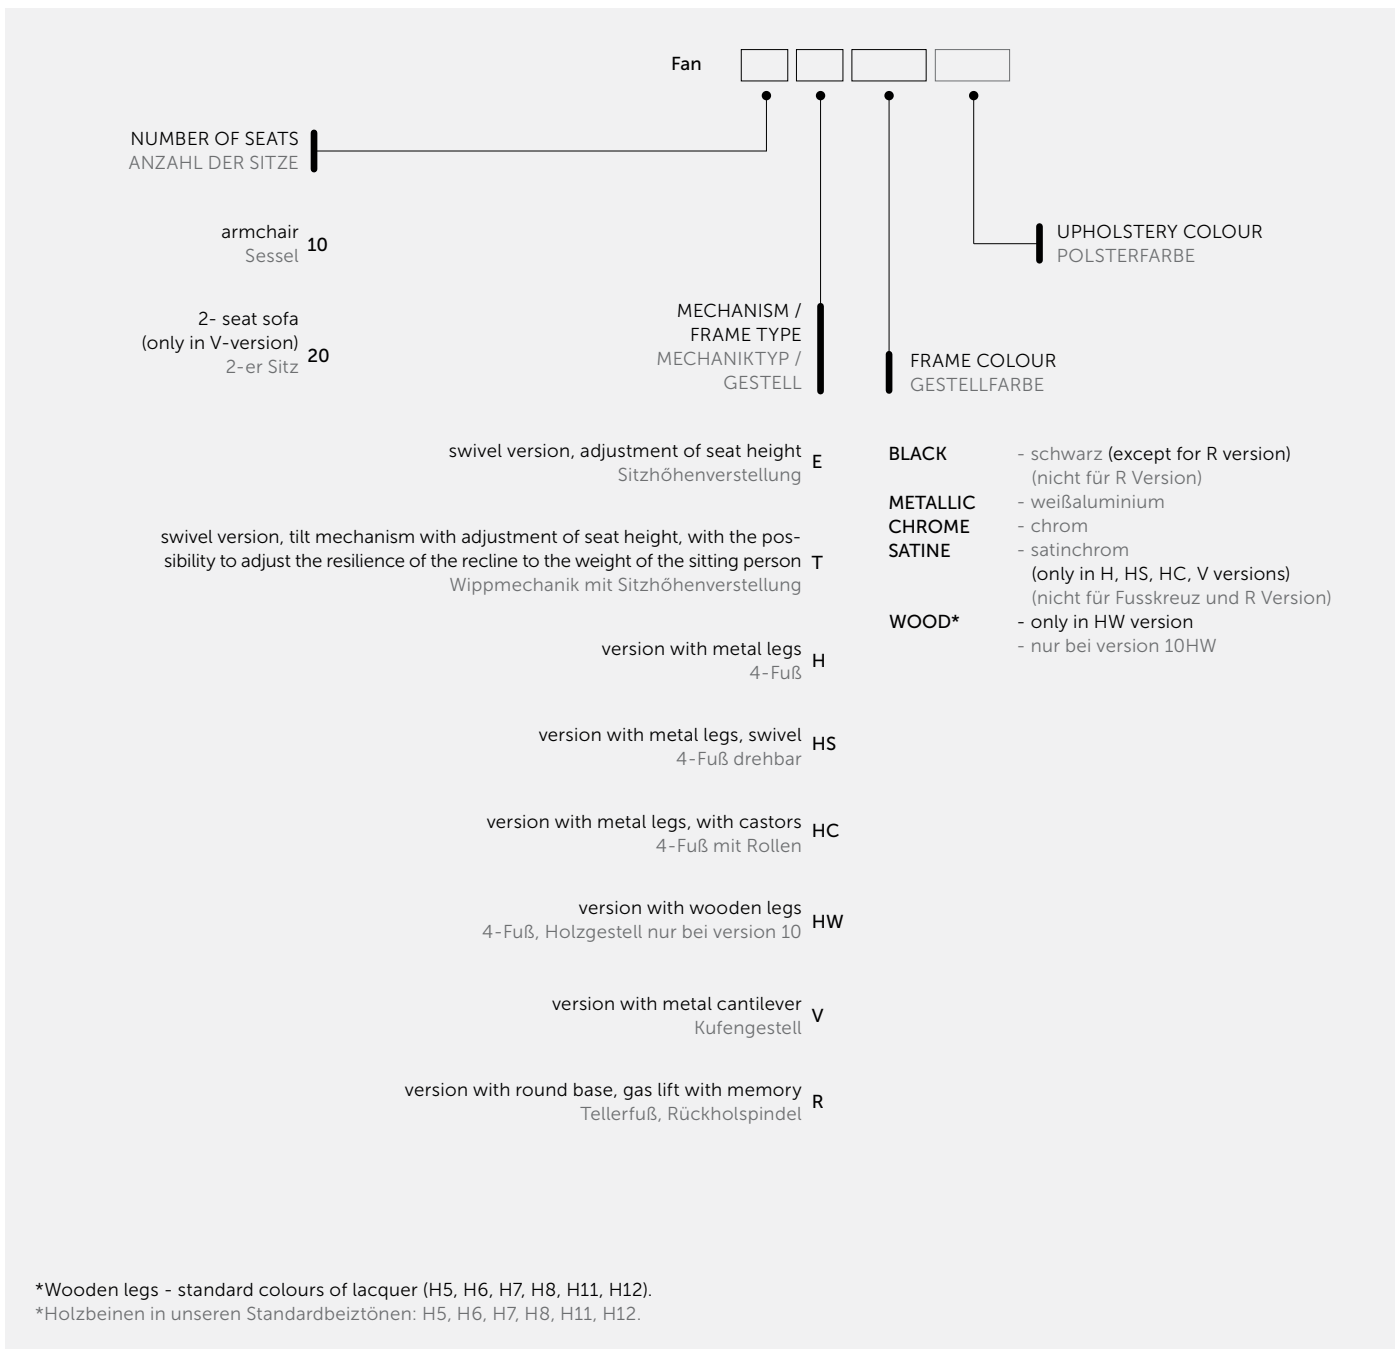 Fan
NUMBER OF SEATS
ANZAHL DER SITZE
armchair
Sessel
10
2- seat sofa
(only in V-version)
2-er Sitz
20
UPHOLSTERY COLOUR
POLSTERFARBE
MECHANISM /
FRAME TYPE
MECHANIKTYP /
GESTELL
FRAME COLOUR
GESTELLFARBE
swivel version, adjustment of seat height
Sitzhőhenverstellung
E
swivel version, tilt mechanism with adjustment of seat height, with the pos-
sibility to adjust the resilience of the recline to the weight of the sitting person
Wippmechanik mit Sitzhőhenverstellung
T
version with metal legs
4-Fuß
H
version with metal legs, swivel
4-Fuß drehbar
HS
version with metal legs, with castors
4-Fuß mit Rollen
HC
version with wooden legs
4-Fuß, Holzgestell nur bei version 10
HW
version with metal cantilever
Kufengestell
V
version with round base, gas lift with memory
Tellerfuß, Rückholspindel
R
BLACK - schwarz (except for R version)
(nicht für R Version)
METALLIC - weißaluminium
CHROME - chrom
SATINE - satinchrom
(only in H, HS, HC, V versions)
(nicht für Fusskreuz und R Version)
WOOD* - only in HW version
- nur bei version 10HW
*Wooden legs - standard colours of lacquer (H5, H6, H7, H8, H11, H12).
*Holzbeinen in unseren Standardbeiztönen: H5, H6, H7, H8, H11, H12.